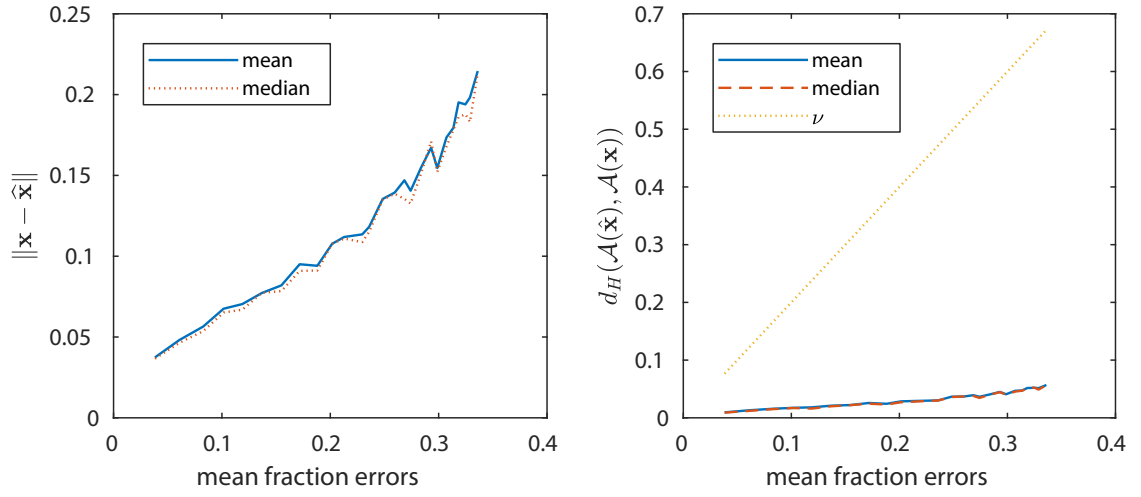 0.25
0.2
0.15
0.1
0.05
0
0 0.1 0.2 0.3 0.4
mean fraction errors
‖x − x̂‖
mean
median
0.7
0.6
0.5
0.4
0.3
0.2
0.1
0
0 0.1 0.2 0.3 0.4
mean fraction errors
d_H(𝒜(x̂), 𝒜(x))
mean
median
ν